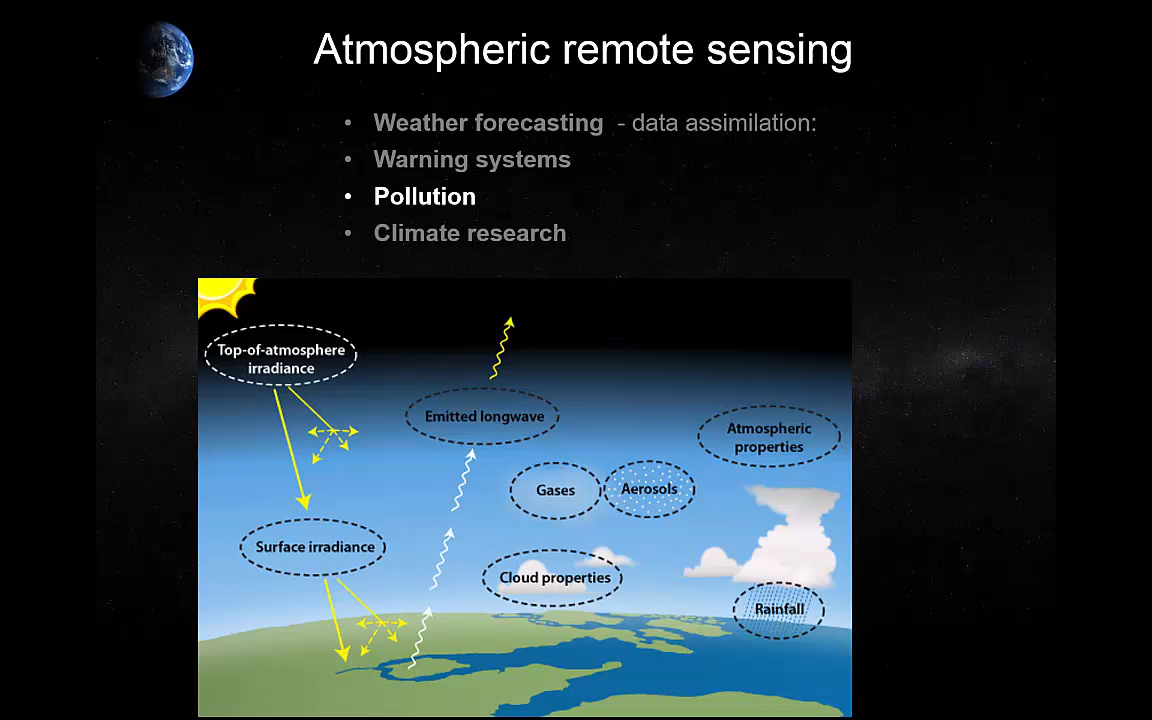 Atmospheric remote sensing
• Weather forecasting - data assimilation:
• Warning systems
• Pollution
• Climate research
Top-of-atmosphere
irradiance
Emitted longwave
Atmospheric
properties
Gases
Aerosols
Surface irradiance
Cloud properties
Rainfall